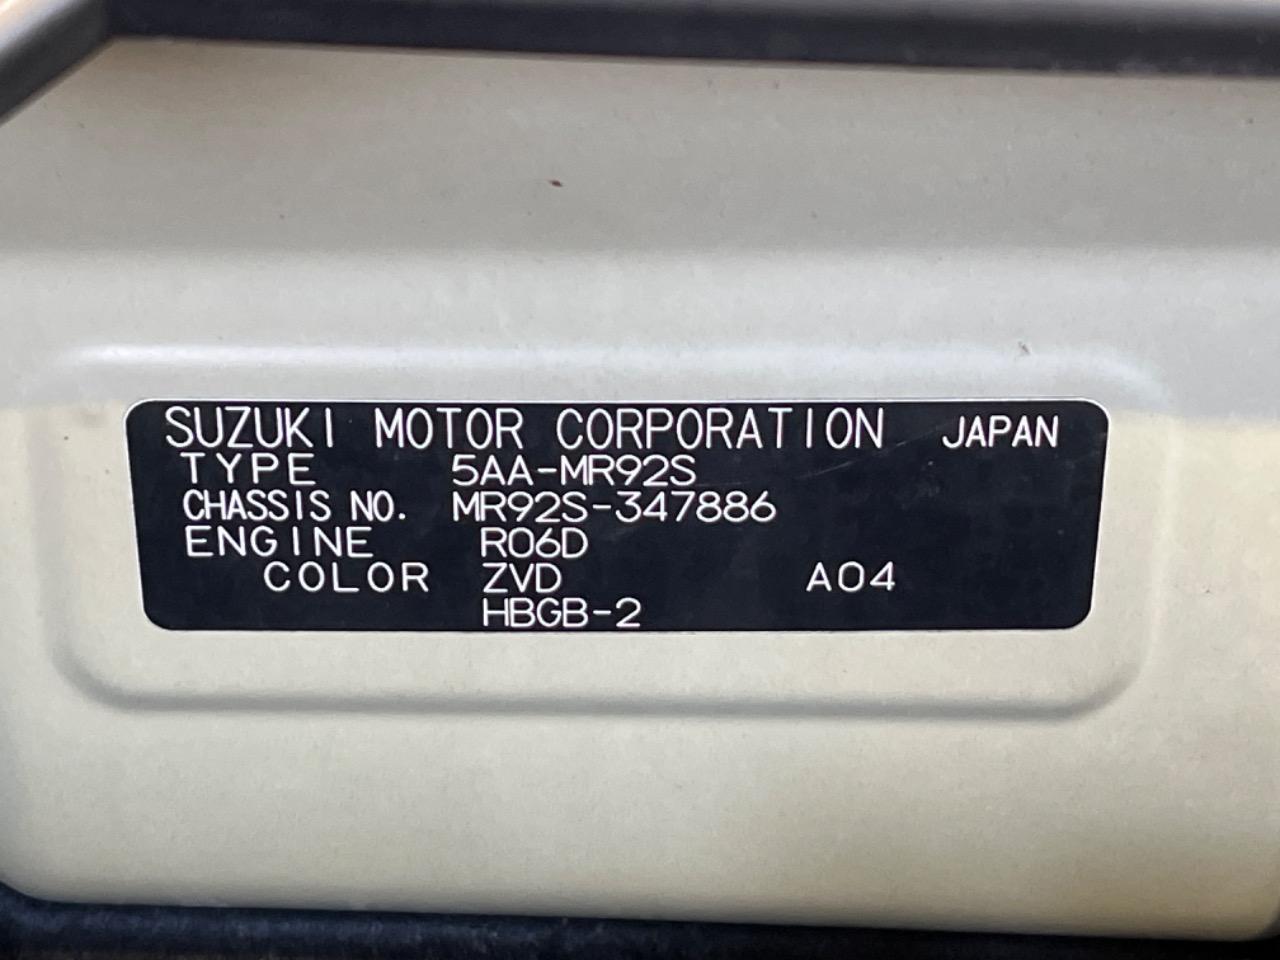 SUZUKI MOTOR CORPORATION JAPAN
TYPE 5AA-MR92S
CHASSIS NO. MR92S-347886
ENGINE R06D
COLOR ZVD A04
HBGB-2